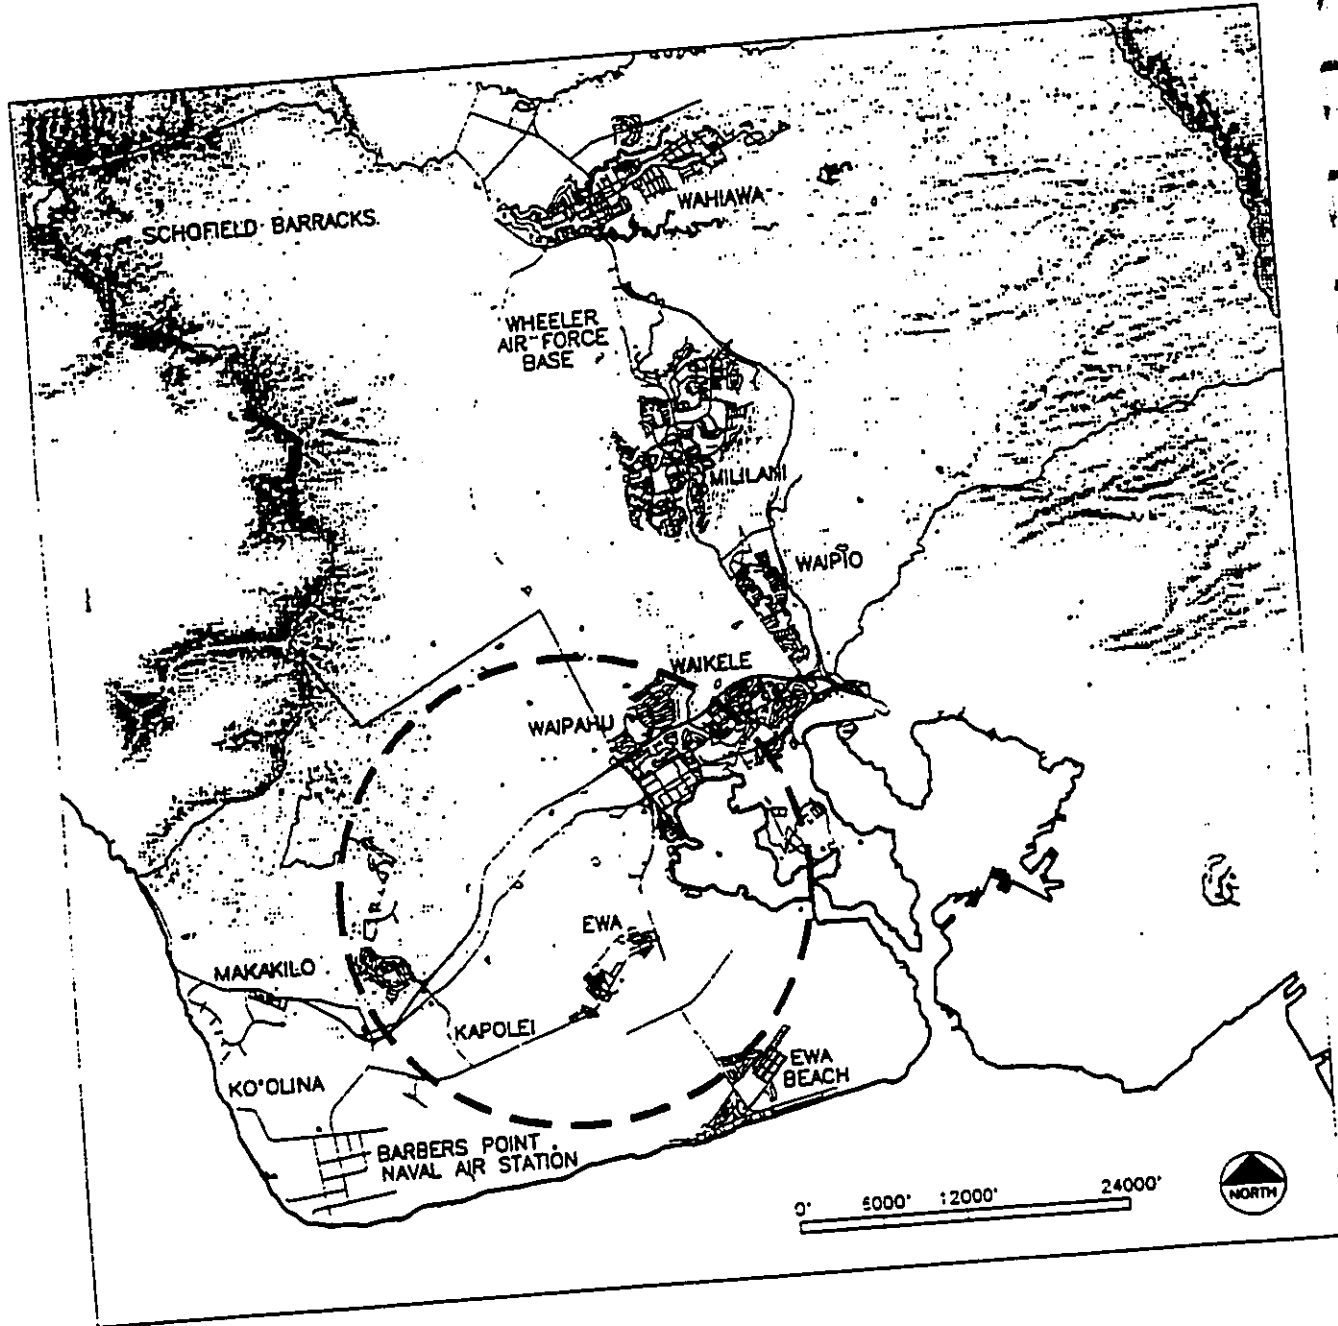 SCHOFIELD BARRACKS
WAHIAWA
WHEELER
AIR FORCE
BASE
MILILANI
WAIPIO
WAIKELE
WAIPAHU
EWA
MAKAKILO
KAPOLEI
EWA
BEACH
KO'OLINA
BARBERS POINT
NAVAL AIR STATION
0' 6000' 12000' 24000'
NORTH